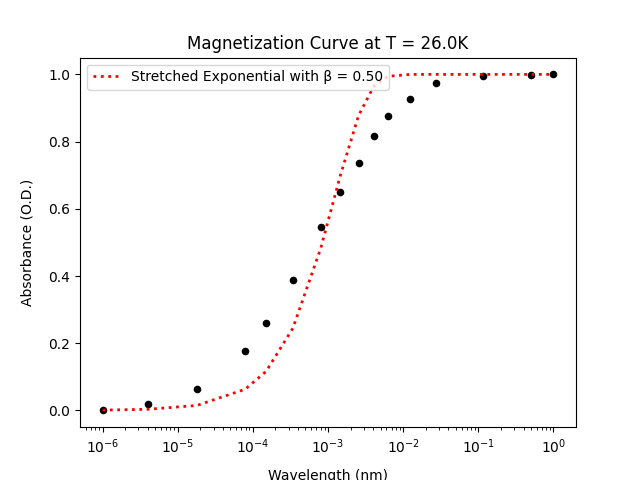 Magnetization Curve at T = 26.0K
Stretched Exponential with β = 0.50
Absorbance (O.D.)
1.0
0.8
0.6
0.4
0.2
0.0
10⁻⁶ 10⁻⁵ 10⁻⁴ 10⁻³ 10⁻² 10⁻¹ 10⁰
Wavelength (nm)